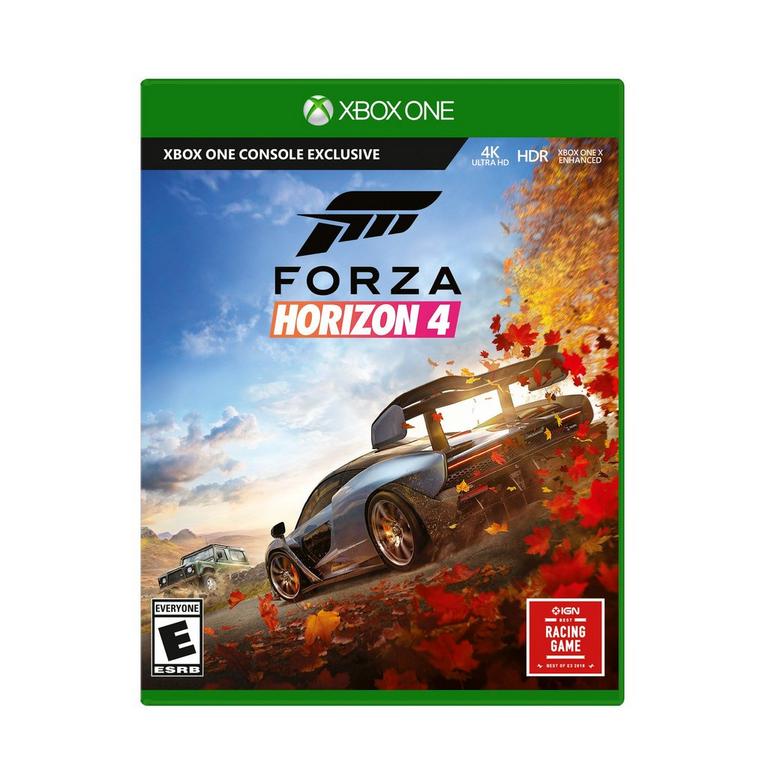 XBOX ONE
XBOX ONE CONSOLE EXCLUSIVE
4K
ULTRA HD
HDR
XBOX ONE X
ENHANCED
FORZA
HORIZON 4
EVERYONE
E
ESRB
IGN
BEST
RACING
GAME
BEST OF E3 2018